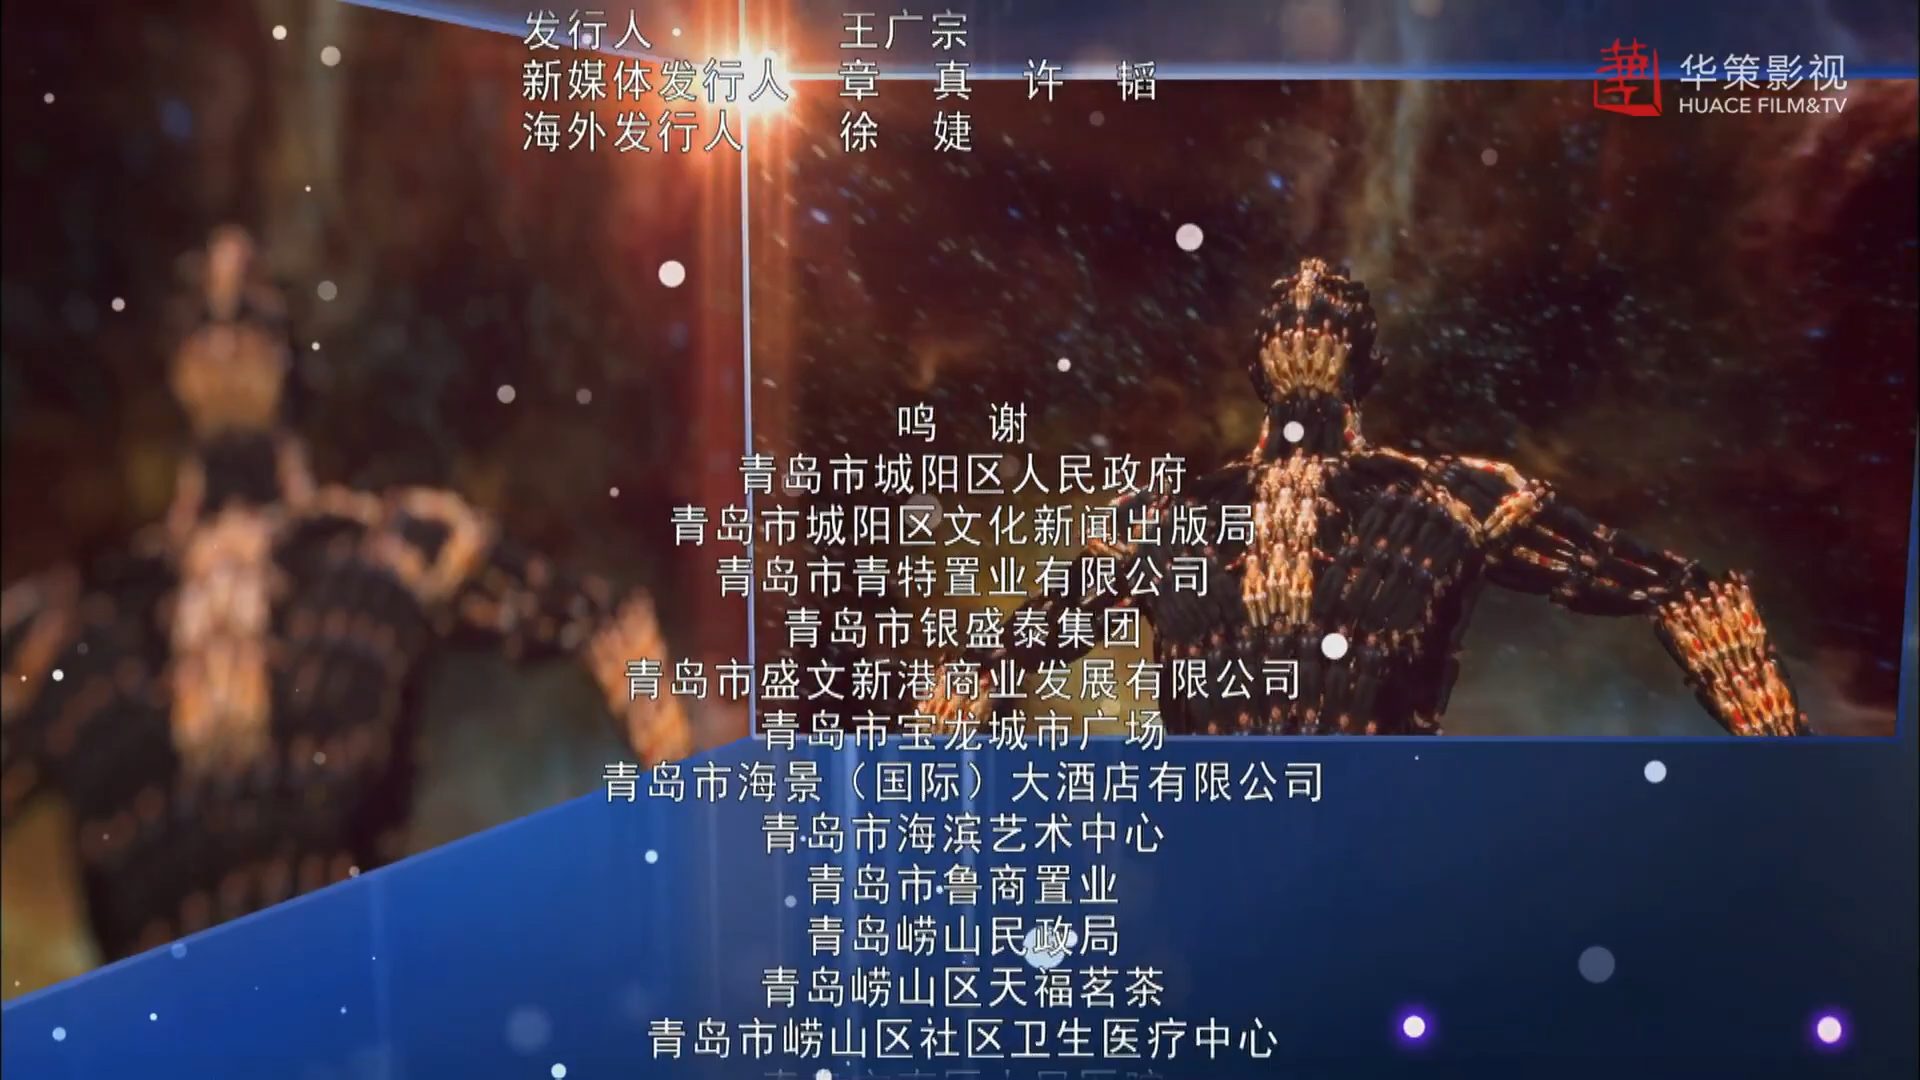 发行人 王广宗
新媒体发行人 章真 许韬
海外发行人 徐婕
华策影视
HUACE FILM&TV
鸣谢
青岛市城阳区人民政府
青岛市城阳区文化新闻出版局
青岛市青特置业有限公司
青岛市银盛泰集团
青岛市盛文新港商业发展有限公司
青岛市宝龙城市广场
青岛市海景（国际）大酒店有限公司
青岛市海滨艺术中心
青岛市鲁商置业
青岛崂山民政局
青岛崂山区天福茗茶
青岛市崂山区社区卫生医疗中心